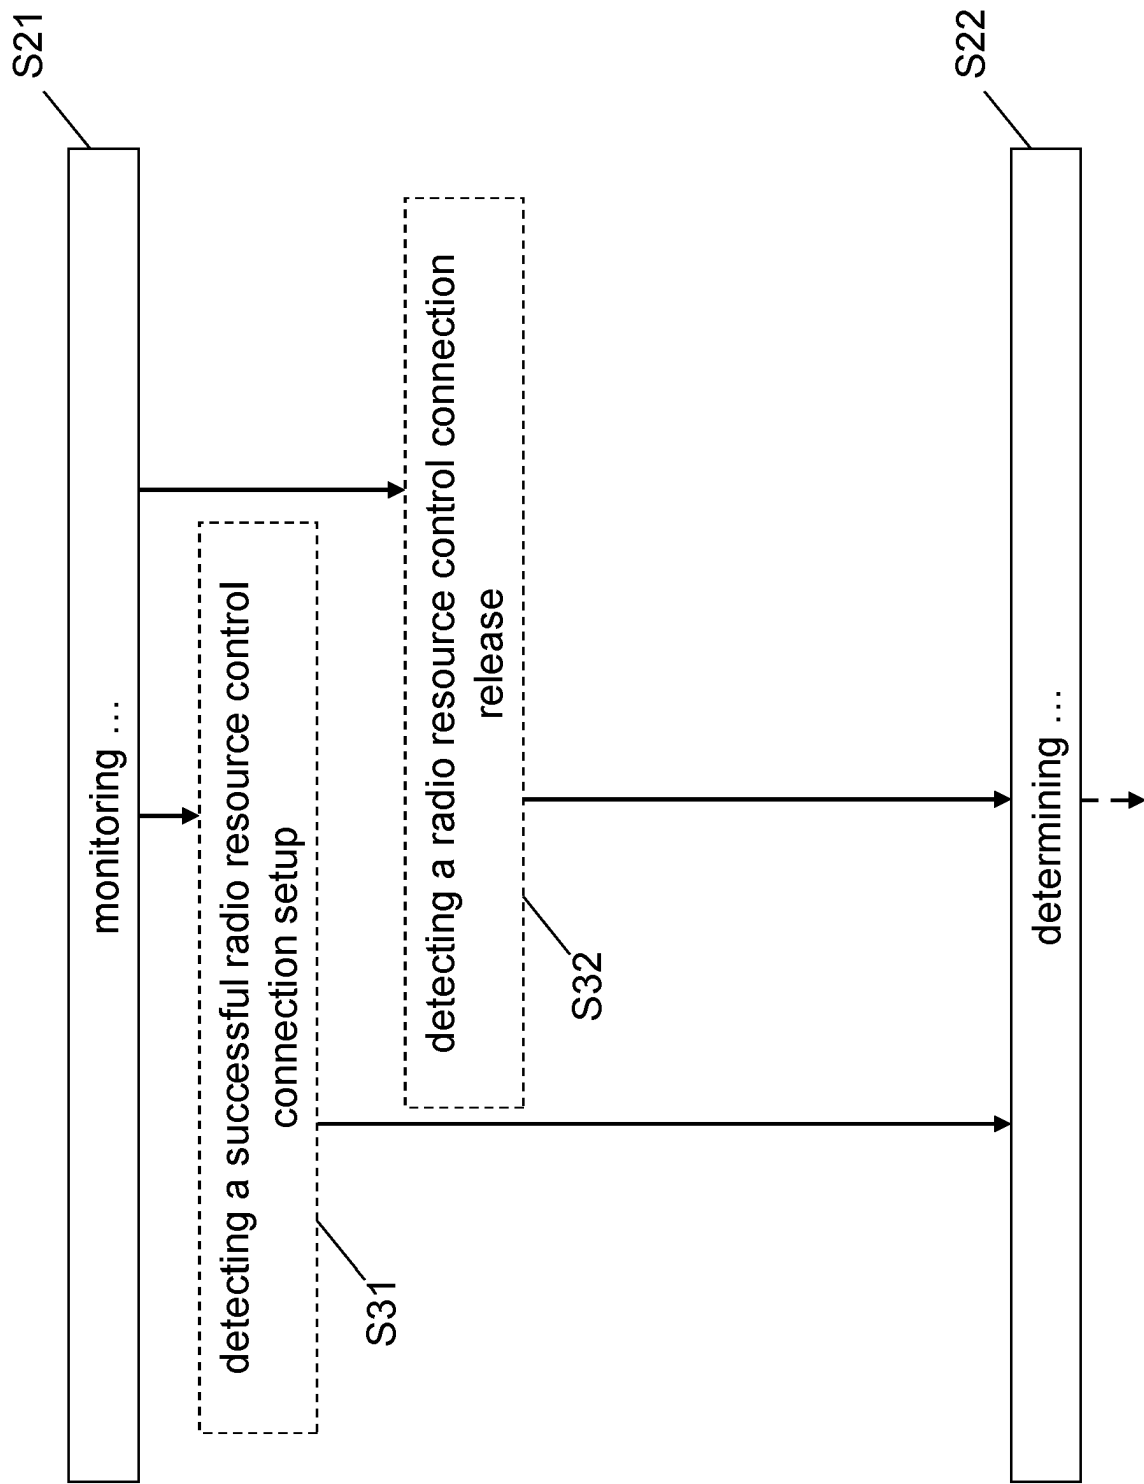 S21
monitoring …
detecting a successful radio resource control
connection setup
S31
detecting a radio resource control connection
release
S32
S22
determining …